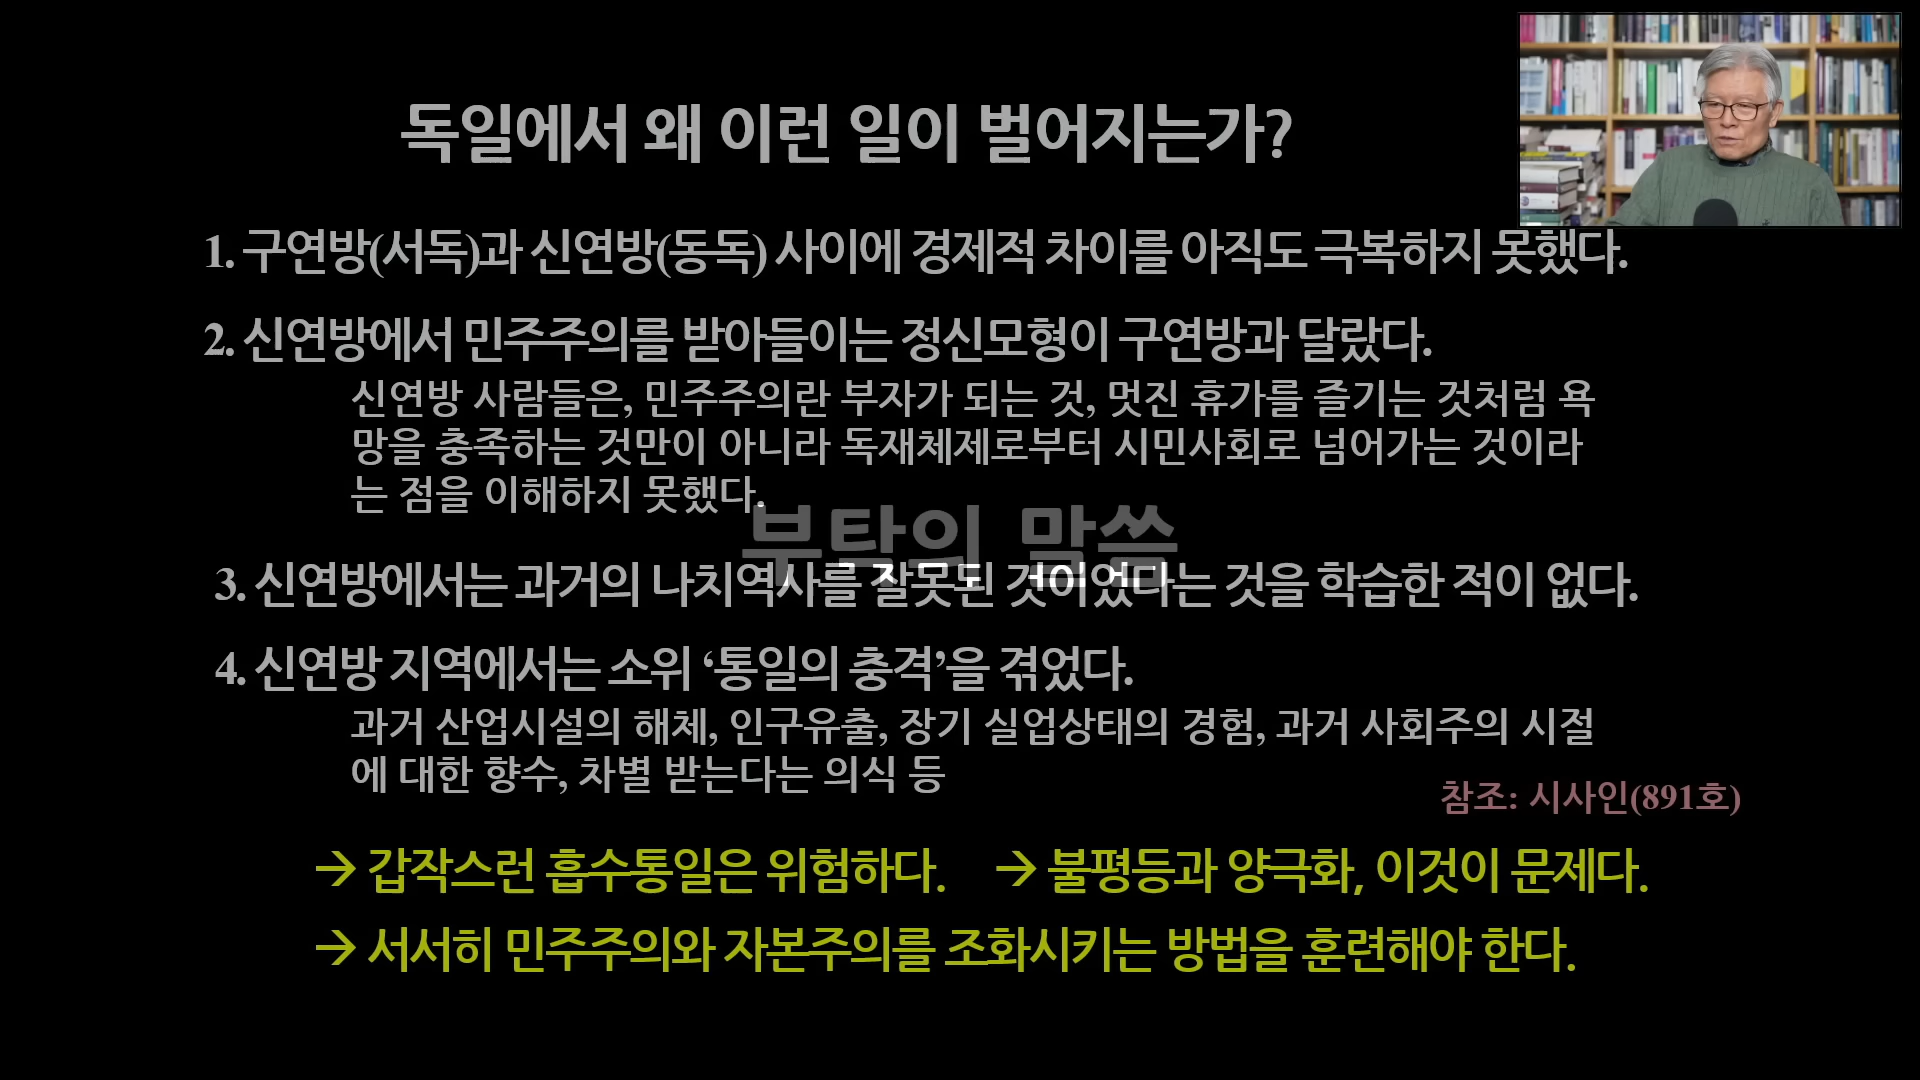 독일에서 왜 이런 일이 벌어지는가?
1. 구연방(서독)과 신연방(동독) 사이에 경제적 차이를 아직도 극복하지 못했다.
2. 신연방에서 민주주의를 받아들이는 정신모형이 구연방과 달랐다.
신연방 사람들은, 민주주의란 부자가 되는 것, 멋진 휴가를 즐기는 것처럼 욕
망을 충족하는 것만이 아니라 독재체제로부터 시민사회로 넘어가는 것이라
는 점을 이해하지 못했다.
부탁의 말씀
3. 신연방에서는 과거의 나치역사를 잘못된 것이었다는 것을 학습한 적이 없다.
4. 신연방 지역에서는 소위 ‘통일의 충격’을 겪었다.
과거 산업시설의 해체, 인구유출, 장기 실업상태의 경험, 과거 사회주의 시절
에 대한 향수, 차별 받는다는 의식 등
참조: 시사인(891호)
→ 갑작스런 흡수통일은 위험하다. → 불평등과 양극화, 이것이 문제다.
→ 서서히 민주주의와 자본주의를 조화시키는 방법을 훈련해야 한다.